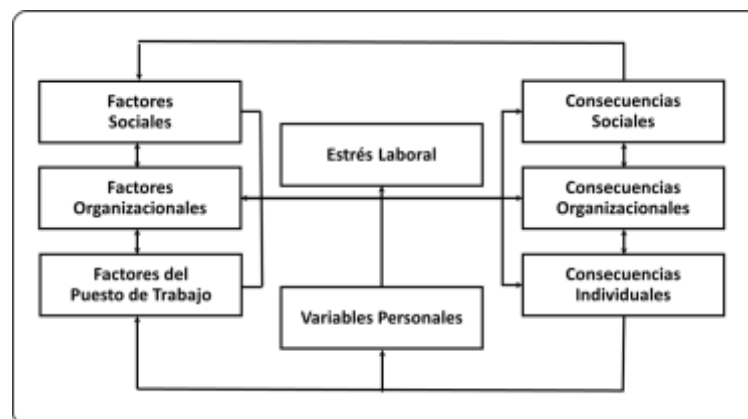 Factores
Sociales
Consecuencias
Sociales
Estrés Laboral
Factores
Organizacionales
Consecuencias
Organizacionales
Factores del
Puesto de Trabajo
Consecuencias
Individuales
Variables Personales